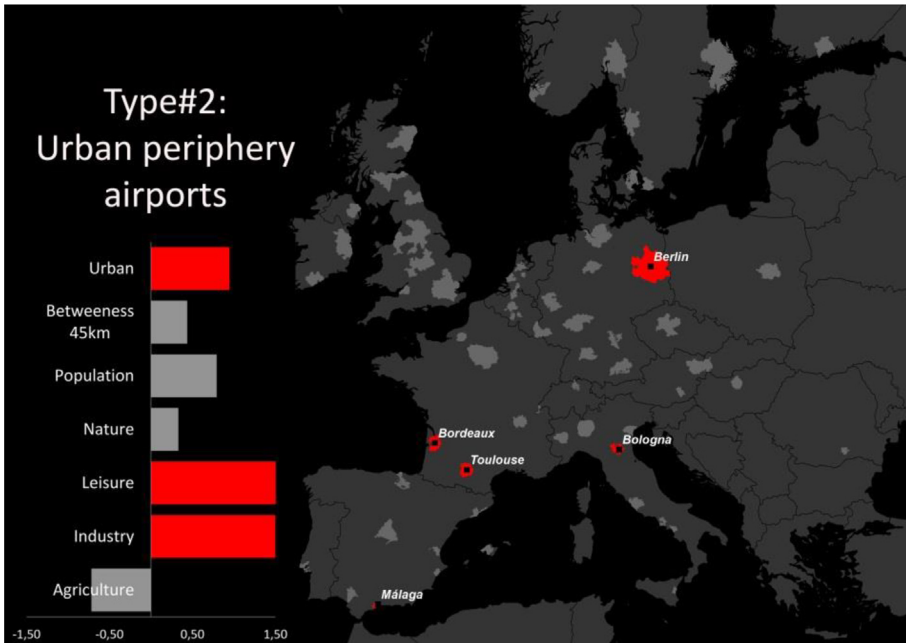 Type#2:
Urban periphery
airports
Urban
Betweeness
45km
Population
Nature
Leisure
Industry
Agriculture
-1,50 -0,50 0,50 1,50
Berlin
Bordeaux
Toulouse
Bologna
Málaga